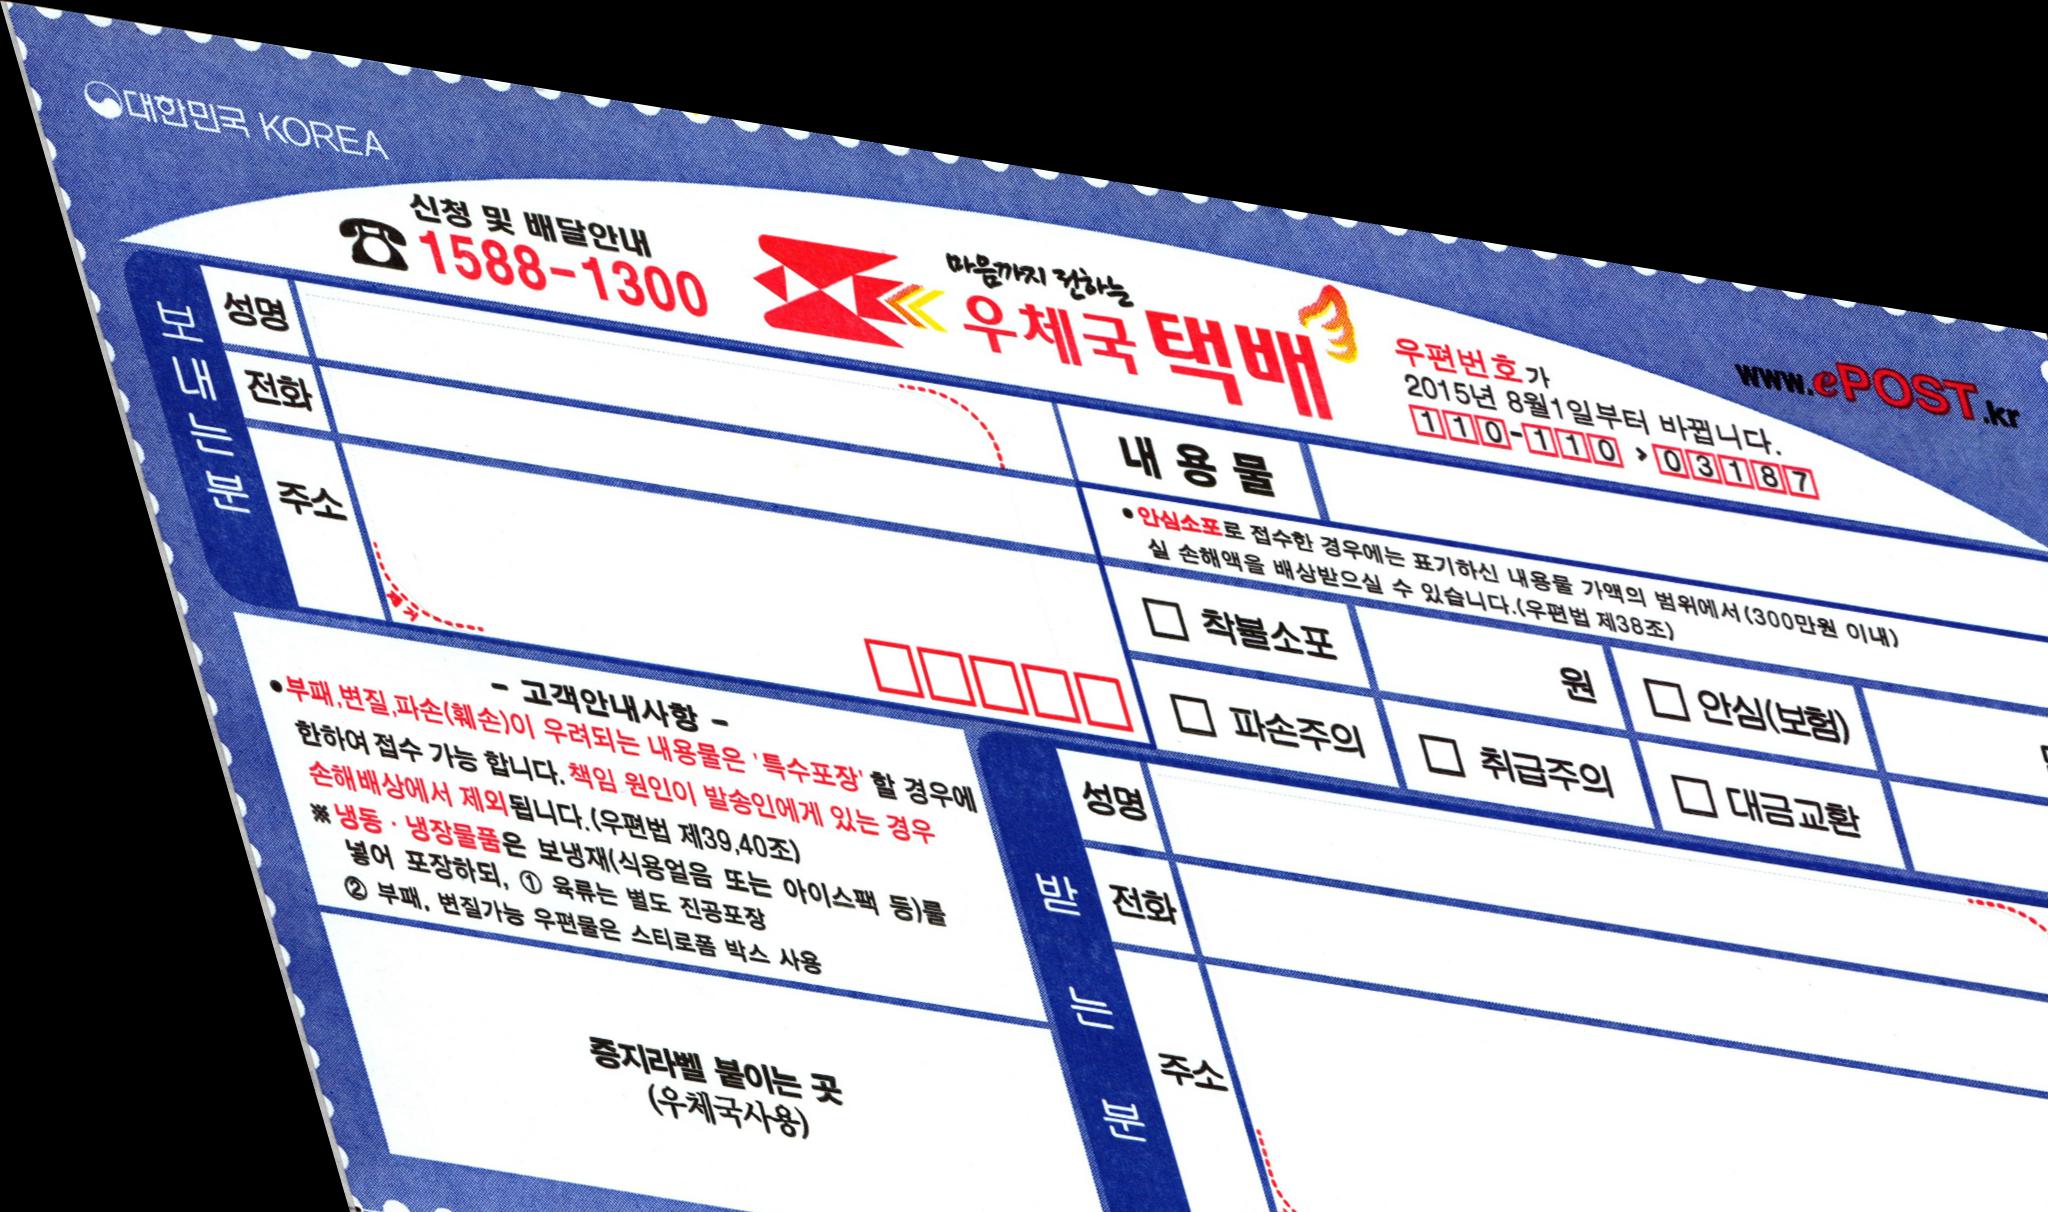 대한민국 KOREA
신청 및 배달안내
1588-1300
마음까지 전하는
우체국 택배
우편번호가
2015년 8월1일부터 바뀝니다.
110-110 > 03187
www.ePOST.kr
보내는 분
성명
전화
주소
내용물
•안심소포로 접수한 경우에는 표기하신 내용물 가액의 범위에서(300만원 이내)
실 손해액을 배상받으실 수 있습니다.(우편법 제38조)
□ 착불소포
원
□ 안심(보험)
□ 파손주의
□ 취급주의
□ 대금교환
- 고객안내사항 -
•부패,변질,파손(훼손)이 우려되는 내용물은 '특수포장' 할 경우에
한하여 접수 가능 합니다. 책임 원인이 발송인에게 있는 경우
손해배상에서 제외됩니다.(우편법 제39,40조)
※ 냉동·냉장물품은 보냉재(식용얼음 또는 아이스팩 등)를
넣어 포장하되, ① 육류는 별도 진공포장
② 부패, 변질가능 우편물은 스티로폼 박스 사용
증지라벨 붙이는 곳
(우체국사용)
받는 분
성명
전화
주소